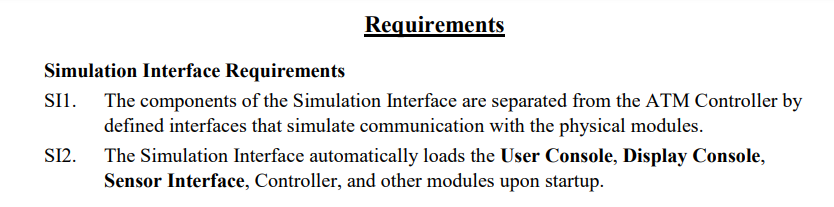 Requirements
Simulation Interface Requirements
SI1. The components of the Simulation Interface are separated from the ATM Controller by
defined interfaces that simulate communication with the physical modules.
SI2. The Simulation Interface automatically loads the User Console, Display Console,
Sensor Interface, Controller, and other modules upon startup.